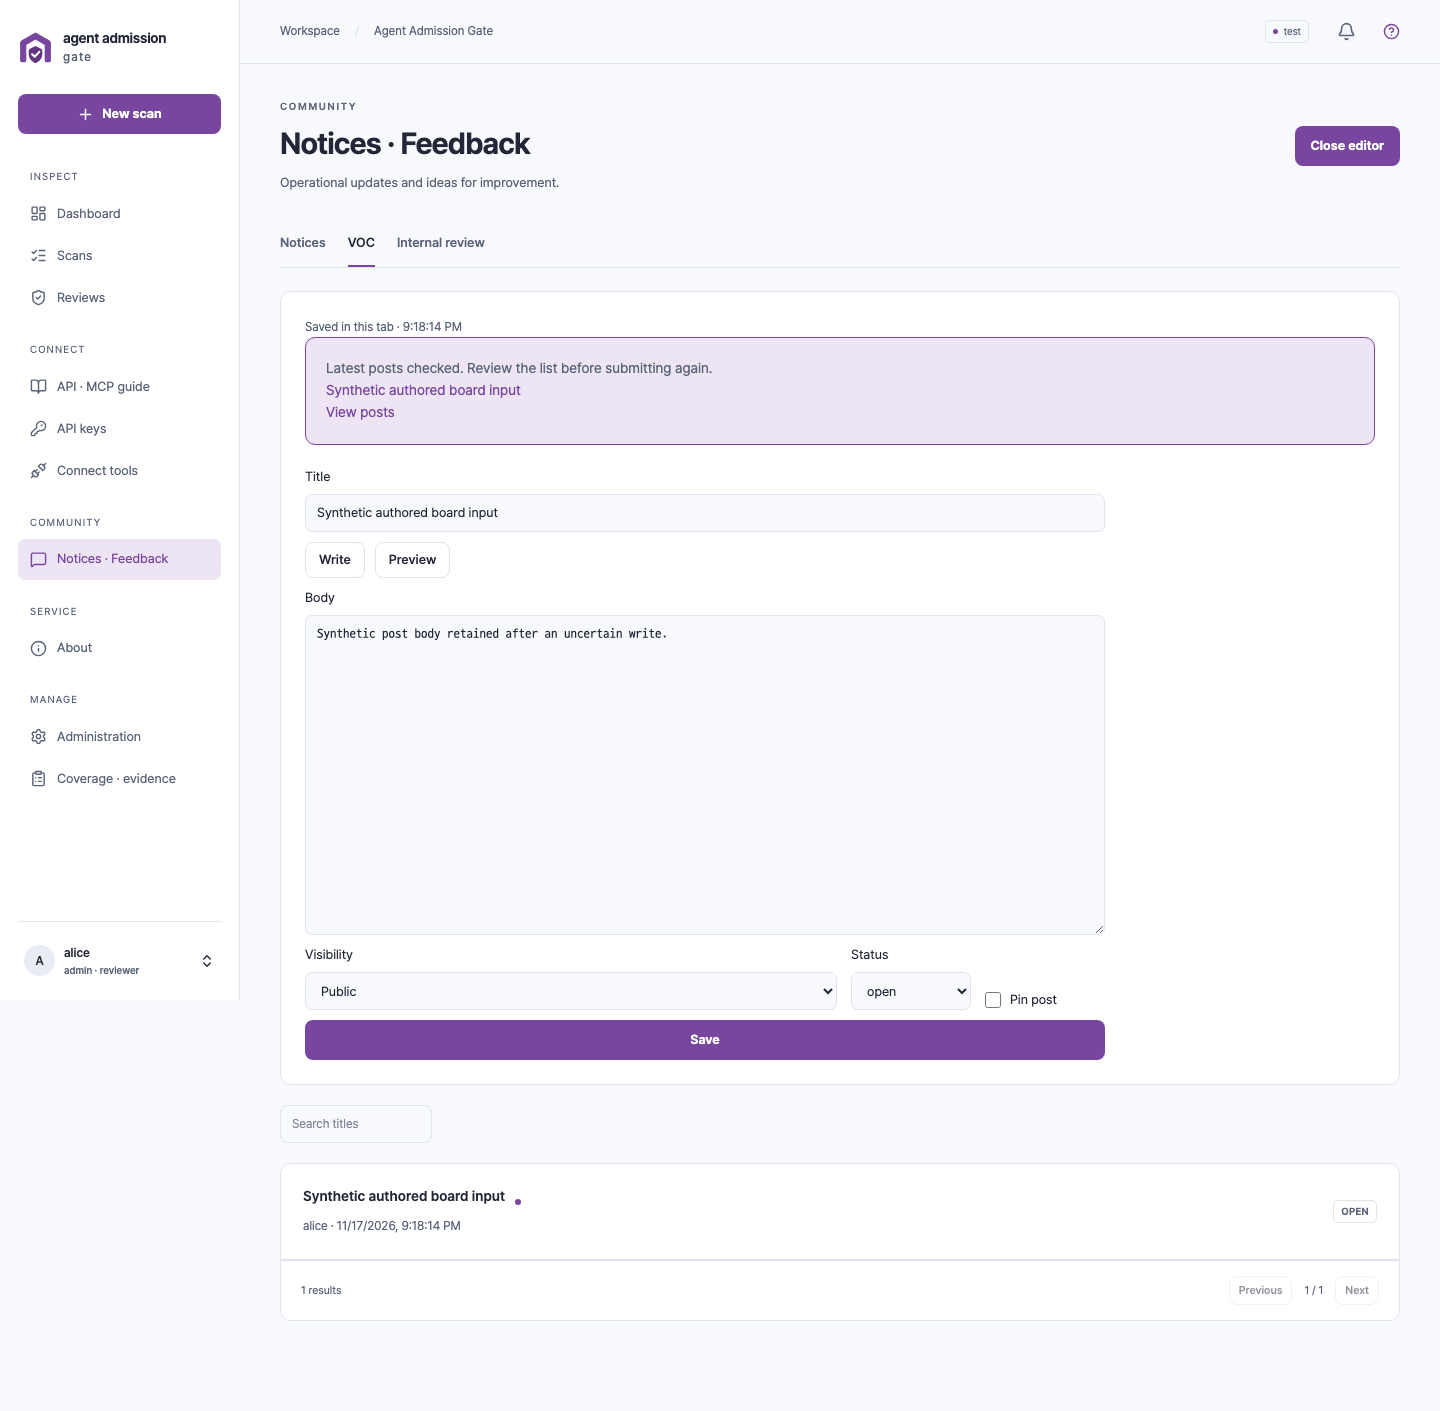 agent admission
gate
New scan
INSPECT
Dashboard
Scans
Reviews
CONNECT
API · MCP guide
API keys
Connect tools
COMMUNITY
Notices · Feedback
SERVICE
About
MANAGE
Administration
Coverage · evidence
A
alice
admin · reviewer
Workspace / Agent Admission Gate
test
COMMUNITY
Notices · Feedback
Close editor
Operational updates and ideas for improvement.
Notices VOC Internal review
Saved in this tab · 9:18:14 PM
Latest posts checked. Review the list before submitting again.
Synthetic authored board input
View posts
Title
Synthetic authored board input
Write Preview
Body
Synthetic post body retained after an uncertain write.
Visibility Status
Public open Pin post
Save
Search titles
Synthetic authored board input
alice · 11/17/2026, 9:18:14 PM
OPEN
1 results Previous 1 / 1 Next